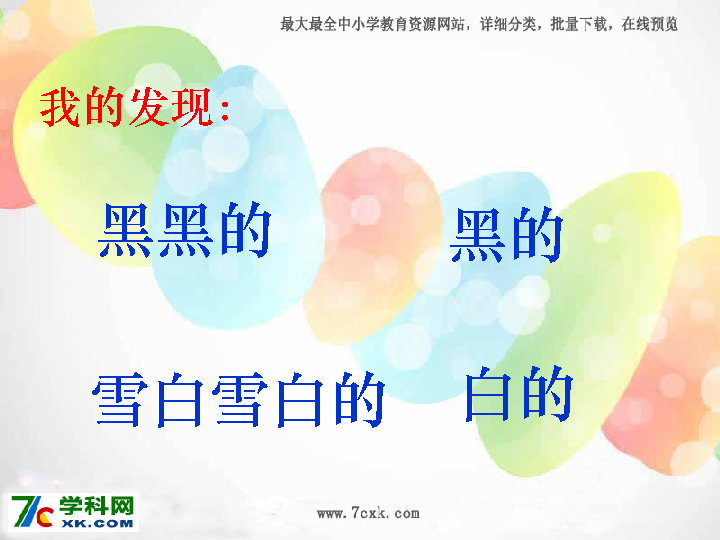 最大最全中小学教育资源网站，详细分类，批量下载，在线预览
我的发现：
黑黑的 黑的
雪白雪白的 白的
学科网
XK.COM
www.7cxk.com